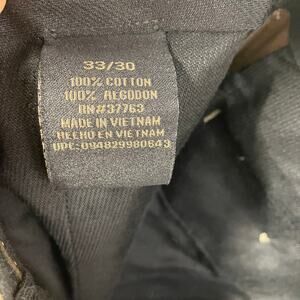 33/30
100% COTTON
100% ALGODON
RN#37763
MADE IN VIETNAM
HECHO EN VIETNAM
UPC: 094829980643